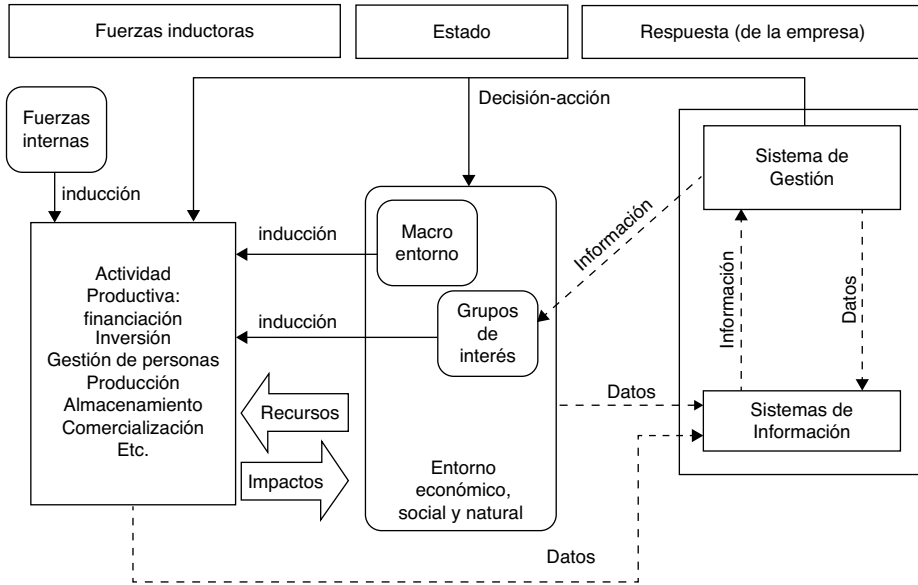 Fuerzas inductoras
Estado
Respuesta (de la empresa)
Decisión-acción
Fuerzas
internas
inducción
Sistema de
Gestión
inducción
Macro
entorno
Información
Información
Datos
Actividad
Productiva:
financiación
Inversión
Gestión de personas
Producción
Almacenamiento
Comercialización
Etc.
inducción
Grupos
de
interés
Recursos
Datos
Sistemas de
Información
Impactos
Entorno
económico,
social y natural
Datos